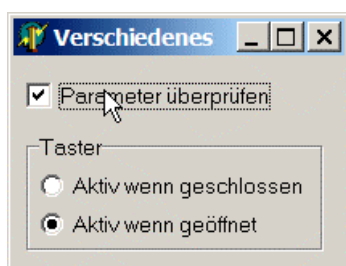 Verschiedenes
Parameter überprüfen
Taster
Aktiv wenn geschlossen
Aktiv wenn geöffnet